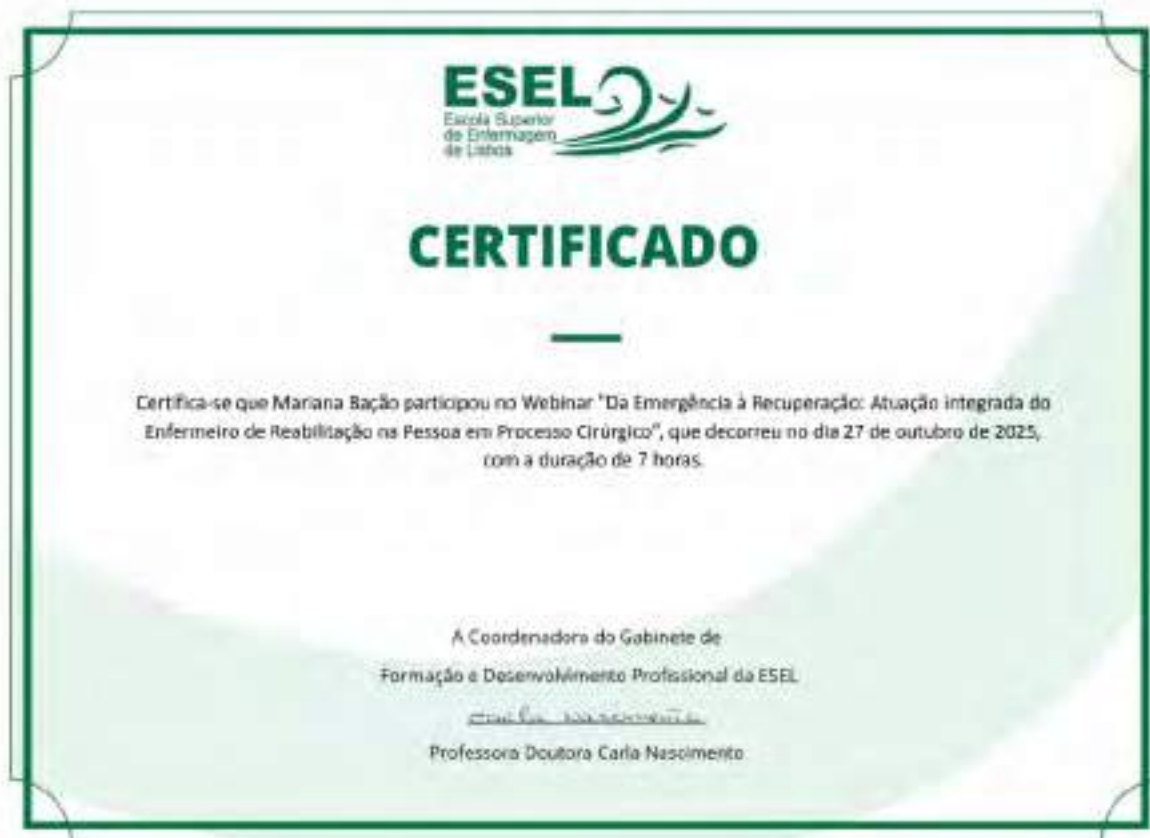 ESEL
Escola Superior
de Enfermagem
de Lisboa
CERTIFICADO
Certifica-se que Mariana Bação participou no Webinar "Da Emergência à Recuperação: Atuação integrada do
Enfermeiro de Reabilitação na Pessoa em Processo Cirúrgico", que decorreu no dia 27 de outubro de 2025,
com a duração de 7 horas.
A Coordenadora do Gabinete de
Formação e Desenvolvimento Profissional da ESEL
Carla Nascimento
Professora Doutora Carla Nascimento